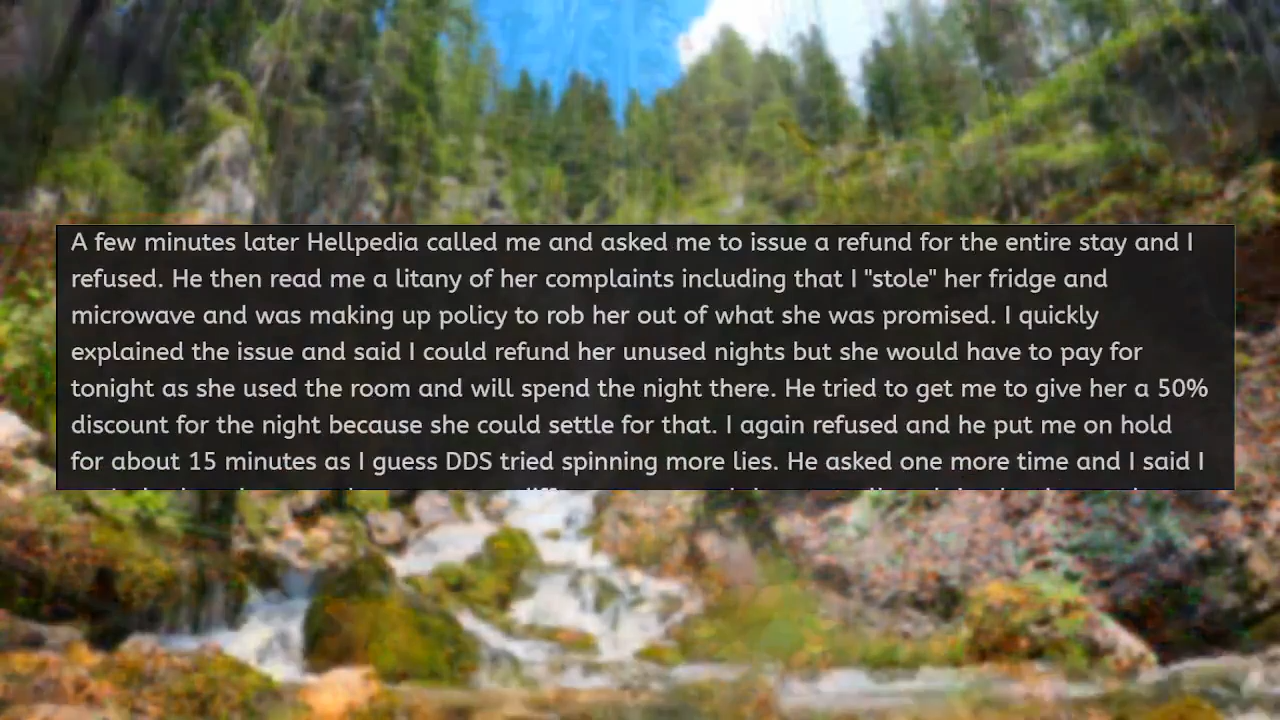 A few minutes later Hellpedia called me and asked me to issue a refund for the entire stay and I
refused. He then read me a litany of her complaints including that I "stole" her fridge and
microwave and was making up policy to rob her out of what she was promised. I quickly
explained the issue and said I could refund her unused nights but she would have to pay for
tonight as she used the room and will spend the night there. He tried to get me to give her a 50%
discount for the night because she could settle for that. I again refused and he put me on hold
for about 15 minutes as I guess DDS tried spinning more lies. He asked one more time and I said I